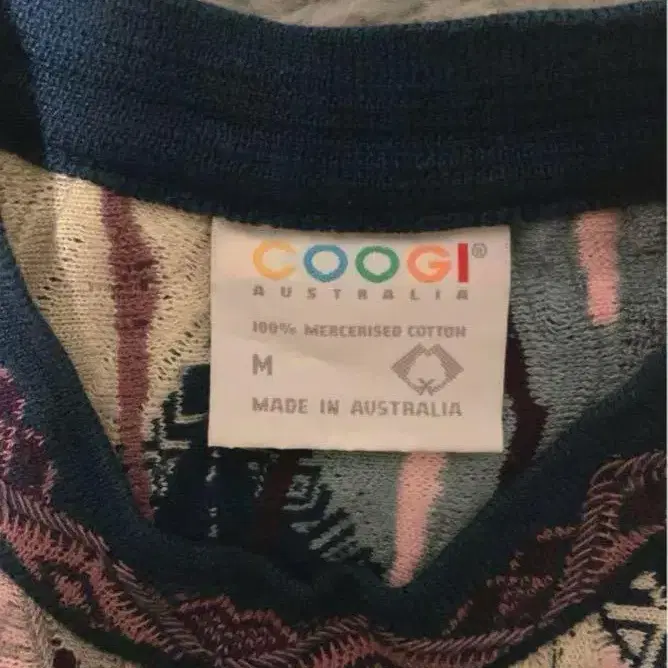 COOGI®
AUSTRALIA
100% MERCERISED COTTON
M
MADE IN AUSTRALIA